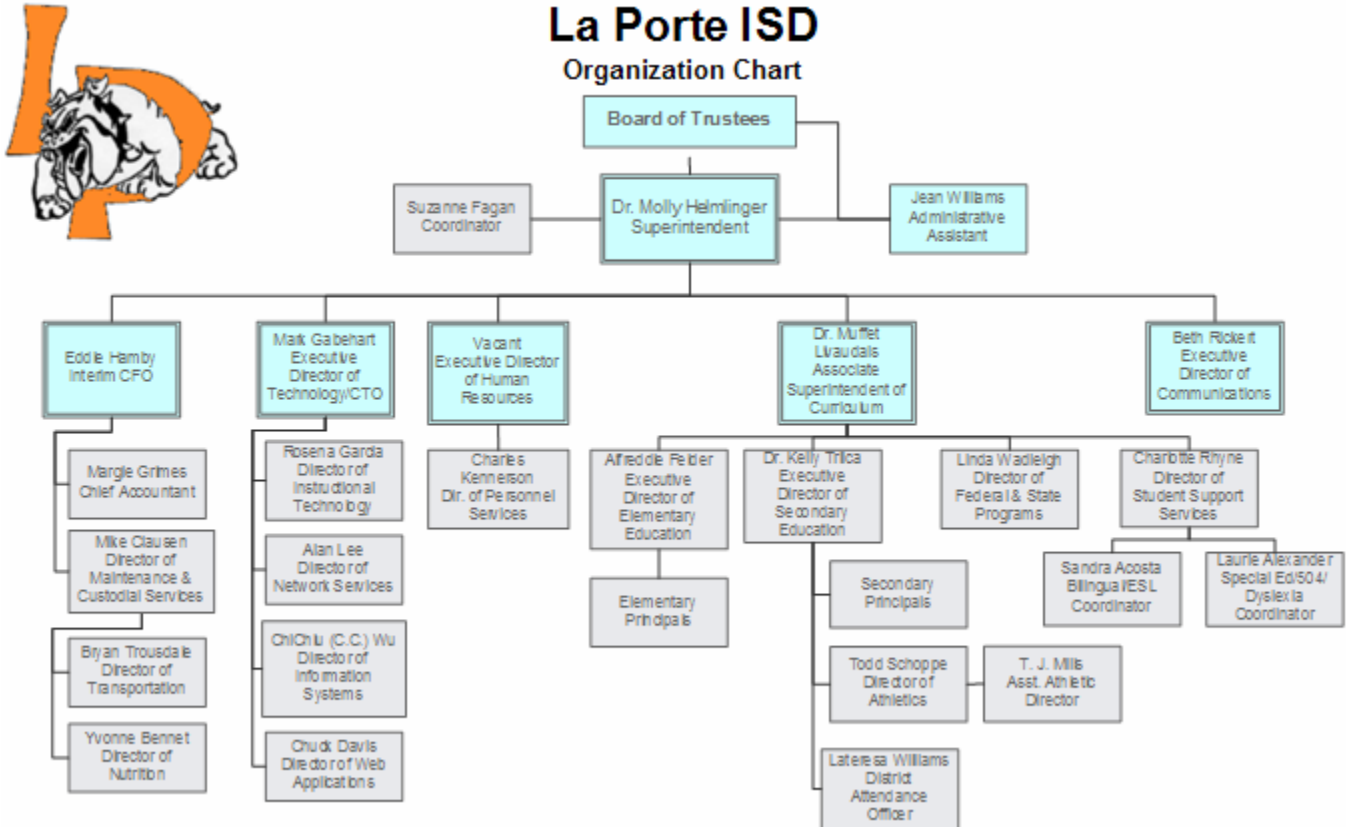 La Porte ISD
Organization Chart
Board of Trustees
Suzanne Fagan
Coordinator
Dr. Molly Helmlinger
Superintendent
Jean Williams
Administrative
Assistant
Eddie Hamby
Interim CFO
Mark Gabehart
Executive
Director of
Technology/CTO
Vacant
Executive Director
of Human
Resources
Dr. Muffet
Livaudais
Associate
Superintendent of
Curriculum
Beth Rickert
Executive
Director of
Communications
Margie Grimes
Chief Accountant
Mike Clausen
Director of
Maintenance &
Custodial Services
Bryan Trousdale
Director of
Transportation
Yvonne Bennet
Director of
Nutrition
Rosena Garcia
Director of
Instructional
Technology
Alan Lee
Director of
Network Services
ChiChiu (C.C.) Wu
Director of
Information
Systems
Chuck Davis
Director of Web
Applications
Charles
Kennerson
Dir. of Personnel
Services
Alfreddie Felder
Executive
Director of
Elementary
Education
Elementary
Principals
Dr. Kelly Trlica
Executive
Director of
Secondary
Education
Secondary
Principals
Todd Schoppe
Director of
Athletics
T. J. Mills
Asst. Athletic
Director
Lateresa Williams
District
Attendance
Officer
Linda Wadleigh
Director of
Federal & State
Programs
Charlotte Rhyne
Director of
Student Support
Services
Sandra Acosta
Bilingual/ESL
Coordinator
Laurie Alexander
Special Ed/504/
Dyslexia
Coordinator